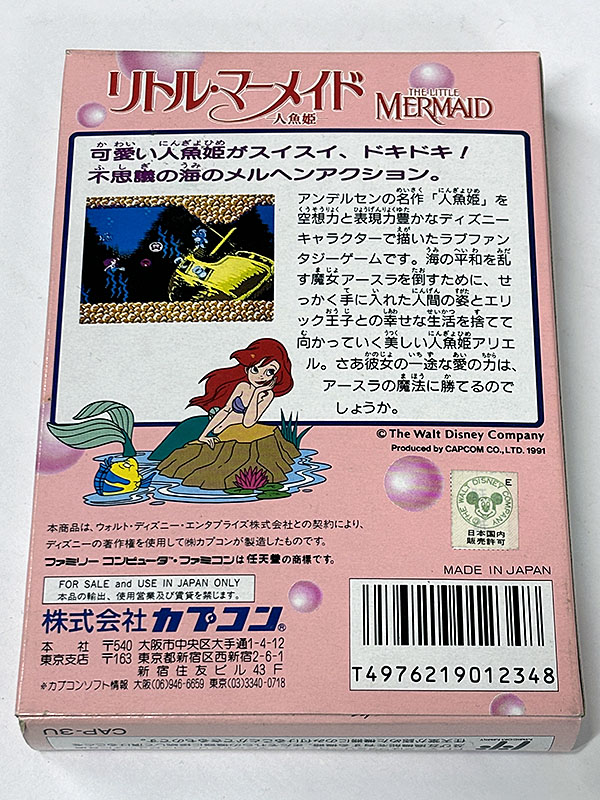 リトル・マーメイド
人魚姫
THE LITTLE
MERMAID
可愛い人魚姫がスイスイ、ドキドキ!
不思議の海のメルヘンアクション。
アンデルセンの名作「人魚姫」を
空想力と表現力豊かなディズニー
キャラクターで描いたラブファン
タジーゲームです。海の平和を乱
す魔女アースラを倒すために、せ
っかく手に入れた人間の姿とエリ
ック王子との幸せな生活を捨てて
向かっていく美しい人魚姫アリエ
ル。さあ彼女の一途な愛の力は、
アースラの魔法に勝てるので
しょうか。
© The Walt Disney Company
Produced by CAPCOM CO., LTD. 1991
E
THE WALT DISNEY COMPANY
日本国内
販売許可
本商品は、ウォルト・ディズニー・エンタプライズ株式会社との契約により、
ディズニーの著作権を使用して㈱カプコンが製造したものです。
ファミリーコンピュータ・ファミコンは任天堂の商標です。
MADE IN JAPAN
FOR SALE and USE IN JAPAN ONLY
本品の輸出、使用営業及び賃貸を禁じます。
株式会社 カプコン®
本社 〒540 大阪市中央区大手通1-4-12
東京支店 〒163 東京都新宿区西新宿2-6-1
新宿住友ビル 43F
※カプコンソフト情報 大阪(06)946-6659 東京(03)3340-0718
T4976219012348
CAP-3U